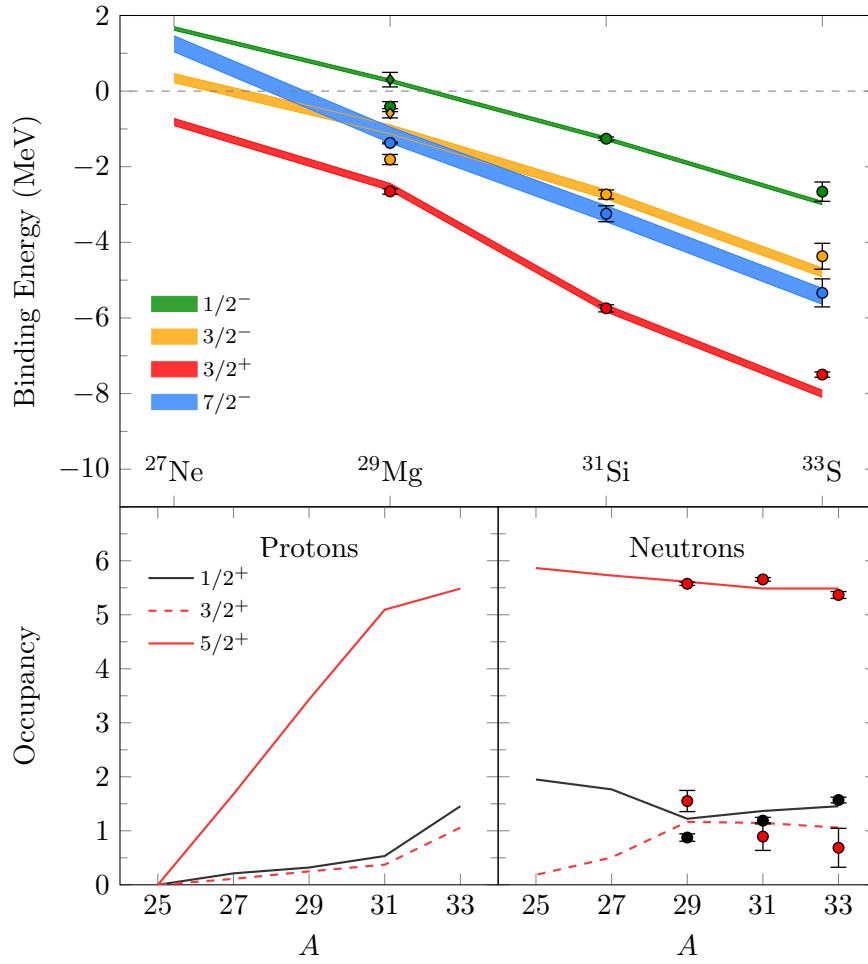 2
0
−2
−4
−6
−8
−10
Binding Energy (MeV)
1/2⁻
3/2⁻
3/2⁺
7/2⁻
²⁷Ne
²⁹Mg
³¹Si
³³S
Protons
Neutrons
1/2⁺
3/2⁺
5/2⁺
6
5
4
3
2
1
0
Occupancy
25 27 29 31 33
25 27 29 31 33
A
A